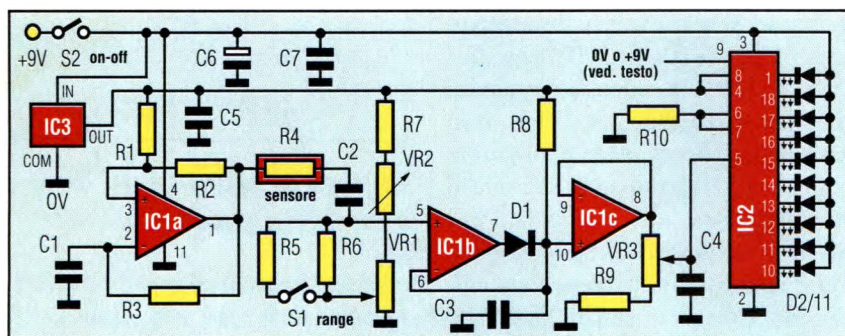 +9V
S2 on-off
C6
C7
0V o +9V
(ved. testo)
9
3
IN
IC3
OUT
COM
0V
C5
R1
R2
R4
sensore
C2
R7
VR2
R8
R10
8
4
6
7
5
IC2
2
1
18
17
16
15
14
13
12
11
10
D2/11
3
2
4
11
1
IC1a
C1
R3
R5
R6
S1 range
VR1
5
6
7
IC1b
D1
C3
9
10
8
IC1c
VR3
R9
C4